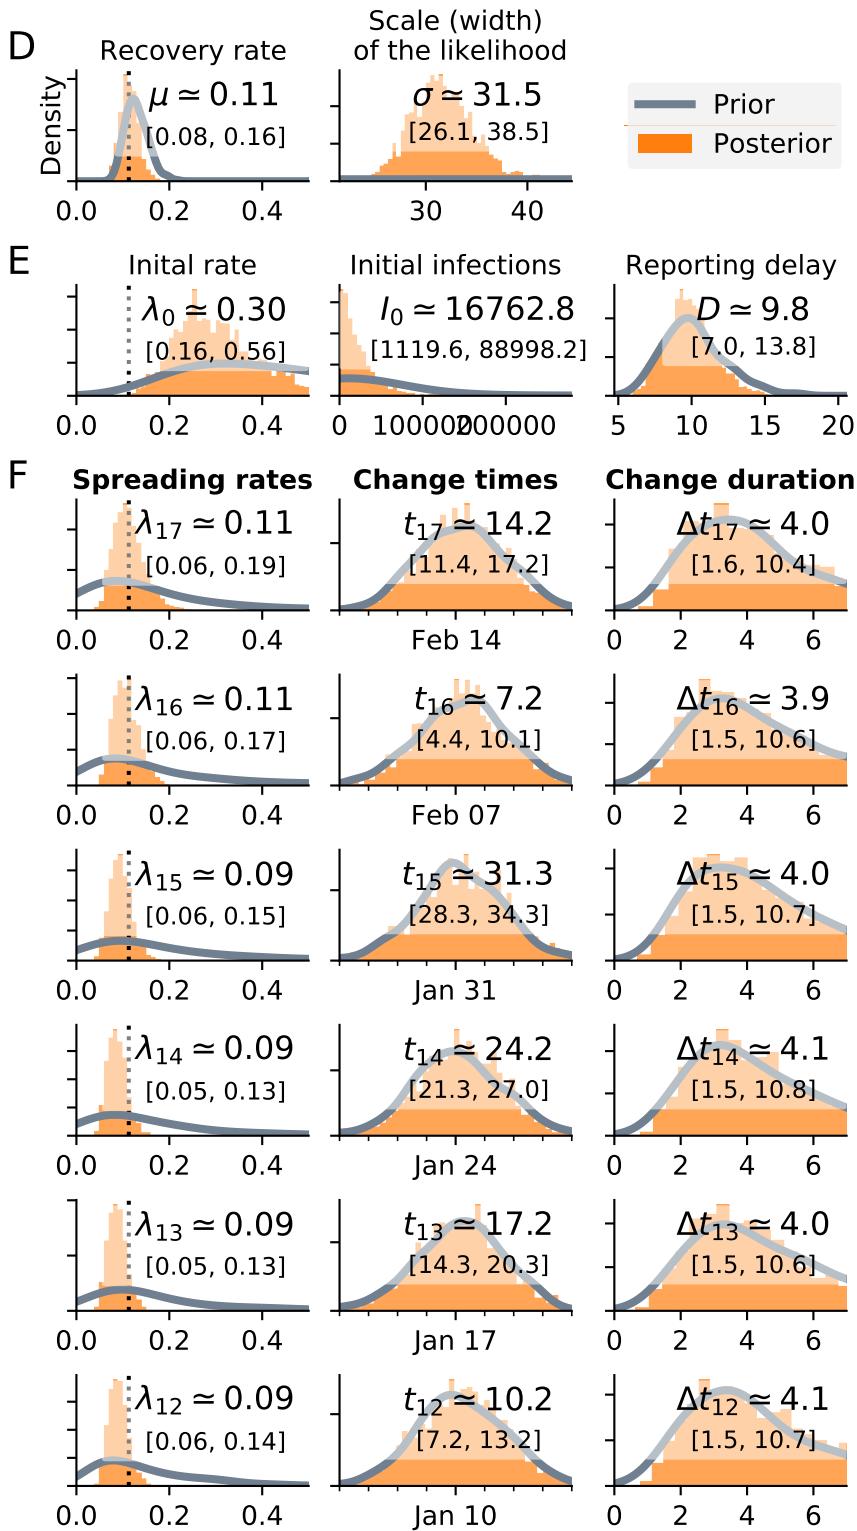 D
Recovery rate
Density
μ ≃ 0.11
[0.08, 0.16]
0.0 0.2 0.4
Scale (width)
of the likelihood
σ ≃ 31.5
[26.1, 38.5]
30 40
Prior
Posterior
E
Inital rate
λ0 ≃ 0.30
[0.16, 0.56]
0.0 0.2 0.4
Initial infections
I0 ≃ 16762.8
[1119.6, 88998.2]
0 100000 200000
Reporting delay
D ≃ 9.8
[7.0, 13.8]
5 10 15 20
F
Spreading rates Change times Change duration
λ17 ≃ 0.11 t17 ≃ 14.2 Δt17 ≃ 4.0
[0.06, 0.19] [11.4, 17.2] [1.6, 10.4]
0.0 0.2 0.4 Feb 14 0 2 4 6
λ16 ≃ 0.11 t16 ≃ 7.2 Δt16 ≃ 3.9
[0.06, 0.17] [4.4, 10.1] [1.5, 10.6]
0.0 0.2 0.4 Feb 07 0 2 4 6
λ15 ≃ 0.09 t15 ≃ 31.3 Δt15 ≃ 4.0
[0.06, 0.15] [28.3, 34.3] [1.5, 10.7]
0.0 0.2 0.4 Jan 31 0 2 4 6
λ14 ≃ 0.09 t14 ≃ 24.2 Δt14 ≃ 4.1
[0.05, 0.13] [21.3, 27.0] [1.5, 10.8]
0.0 0.2 0.4 Jan 24 0 2 4 6
λ13 ≃ 0.09 t13 ≃ 17.2 Δt13 ≃ 4.0
[0.05, 0.13] [14.3, 20.3] [1.5, 10.6]
0.0 0.2 0.4 Jan 17 0 2 4 6
λ12 ≃ 0.09 t12 ≃ 10.2 Δt12 ≃ 4.1
[0.06, 0.14] [7.2, 13.2] [1.5, 10.7]
0.0 0.2 0.4 Jan 10 0 2 4 6